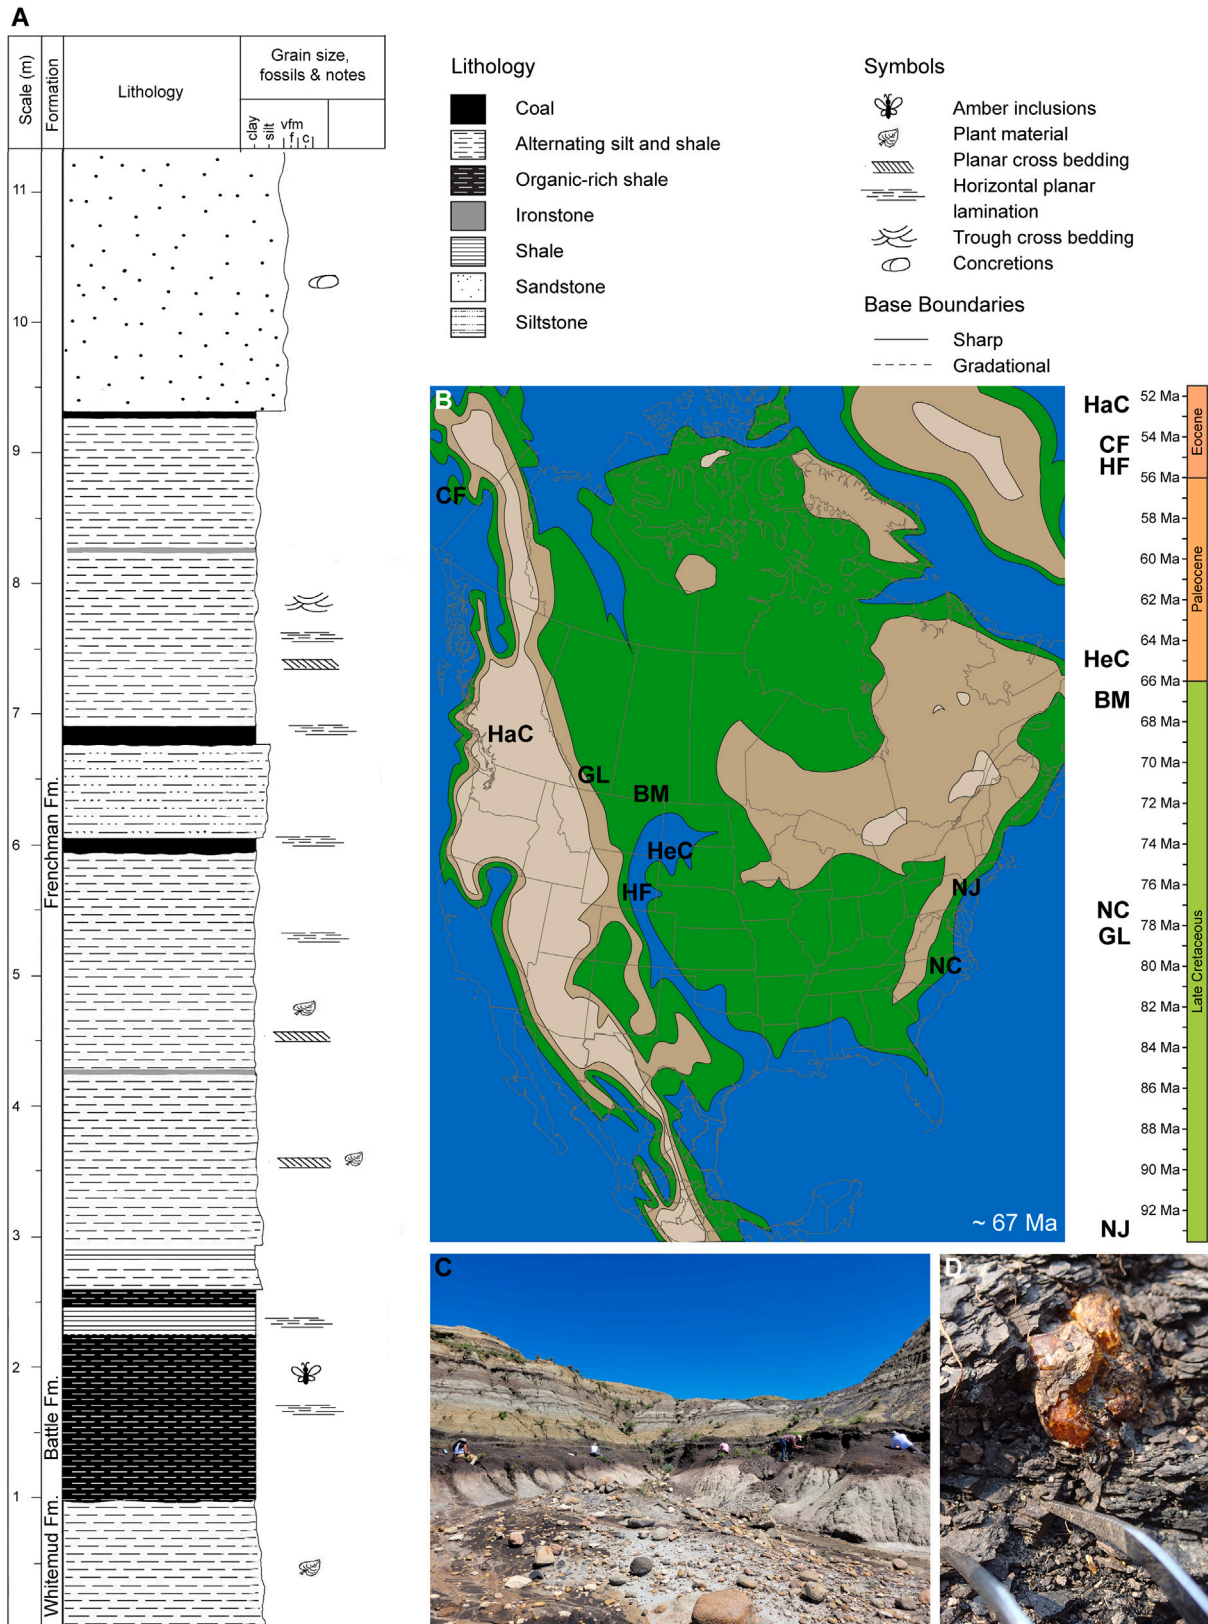 A
Scale (m)
Formation
Lithology
Grain size,
fossils & notes
clay
silt
vfm
f
c
11
10
9
8
7
6
5
4
3
2
1
Frenchman Fm.
Battle Fm.
Whitemud Fm.
Lithology
Coal
Alternating silt and shale
Organic-rich shale
Ironstone
Shale
Sandstone
Siltstone
Symbols
Amber inclusions
Plant material
Planar cross bedding
Horizontal planar
lamination
Trough cross bedding
Concretions
Base Boundaries
Sharp
Gradational
B
CF
HaC
GL
BM
HeC
HF
NJ
NC
~ 67 Ma
HaC
CF
HF
HeC
BM
NC
GL
NJ
52 Ma
54 Ma
56 Ma
58 Ma
60 Ma
62 Ma
64 Ma
66 Ma
68 Ma
70 Ma
72 Ma
74 Ma
76 Ma
78 Ma
80 Ma
82 Ma
84 Ma
86 Ma
88 Ma
90 Ma
92 Ma
Eocene
Paleocene
Late Cretaceous
C
D